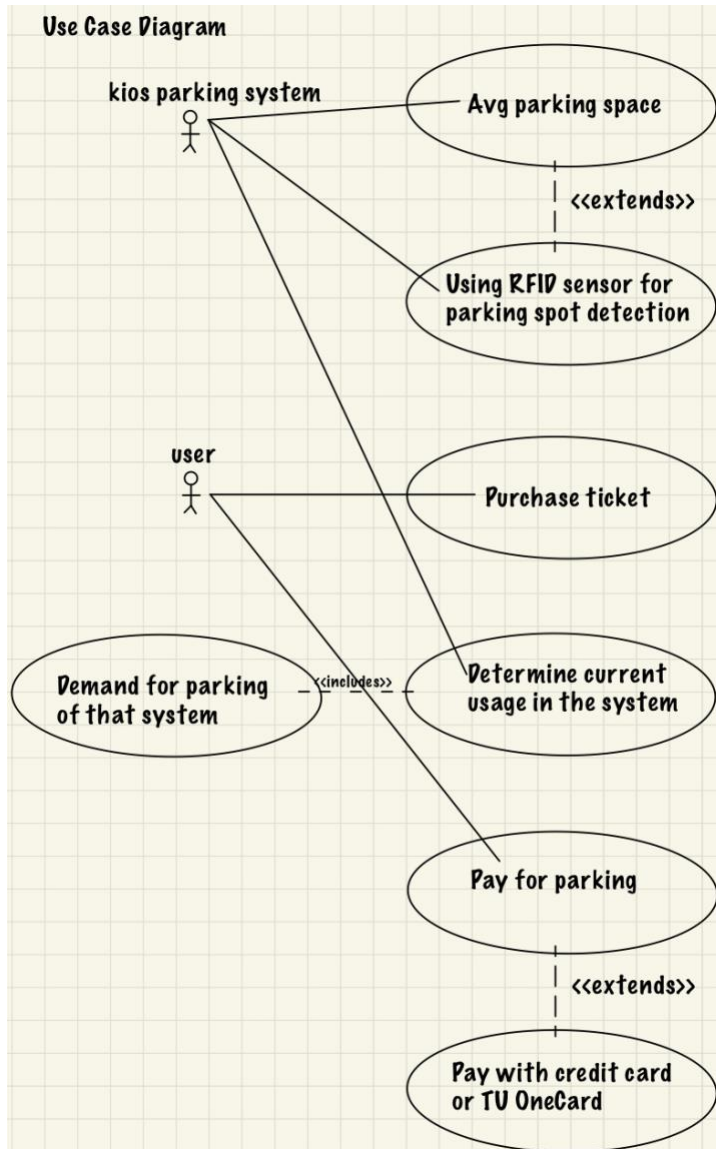 Use Case Diagram
kios parking system
Avg parking space
<<extends>>
Using RFID sensor for
parking spot detection
user
Purchase ticket
Demand for parking
of that system
<<includes>>
Determine current
usage in the system
Pay for parking
<<extends>>
Pay with credit card
or TU OneCard